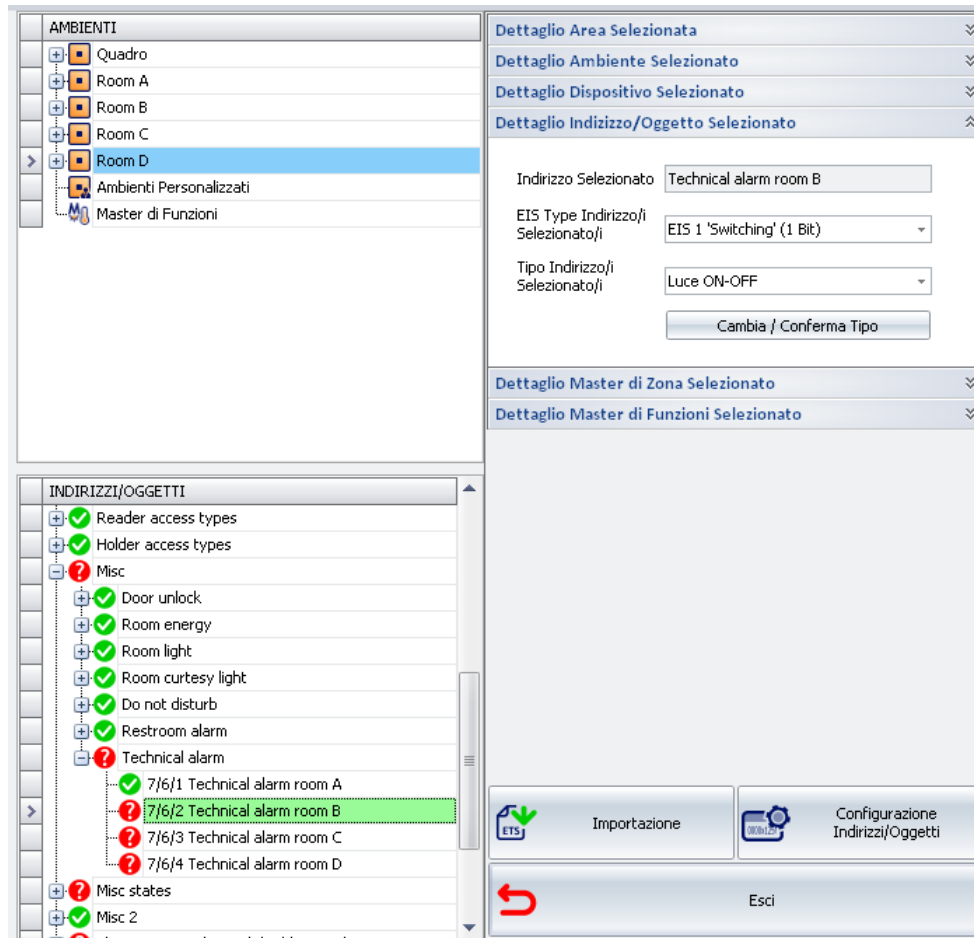 AMBIENTI
Quadro
Room A
Room B
Room C
Room D
Ambienti Personalizzati
Master di Funzioni
Dettaglio Area Selezionata
Dettaglio Ambiente Selezionato
Dettaglio Dispositivo Selezionato
Dettaglio Indizizzo/Oggetto Selezionato
Indirizzo Selezionato Technical alarm room B
EIS Type Indirizzo/i
Selezionato/i
EIS 1 'Switching' (1 Bit)
Tipo Indirizzo/i
Selezionato/i
Luce ON-OFF
Cambia / Conferma Tipo
Dettaglio Master di Zona Selezionato
Dettaglio Master di Funzioni Selezionato
INDIRIZZI/OGGETTI
Reader access types
Holder access types
Misc
Door unlock
Room energy
Room light
Room curtesy light
Do not disturb
Restroom alarm
Technical alarm
7/6/1 Technical alarm room A
7/6/2 Technical alarm room B
7/6/3 Technical alarm room C
7/6/4 Technical alarm room D
Misc states
Misc 2
ETS
Importazione
Configurazione
Indirizzi/Oggetti
Esci